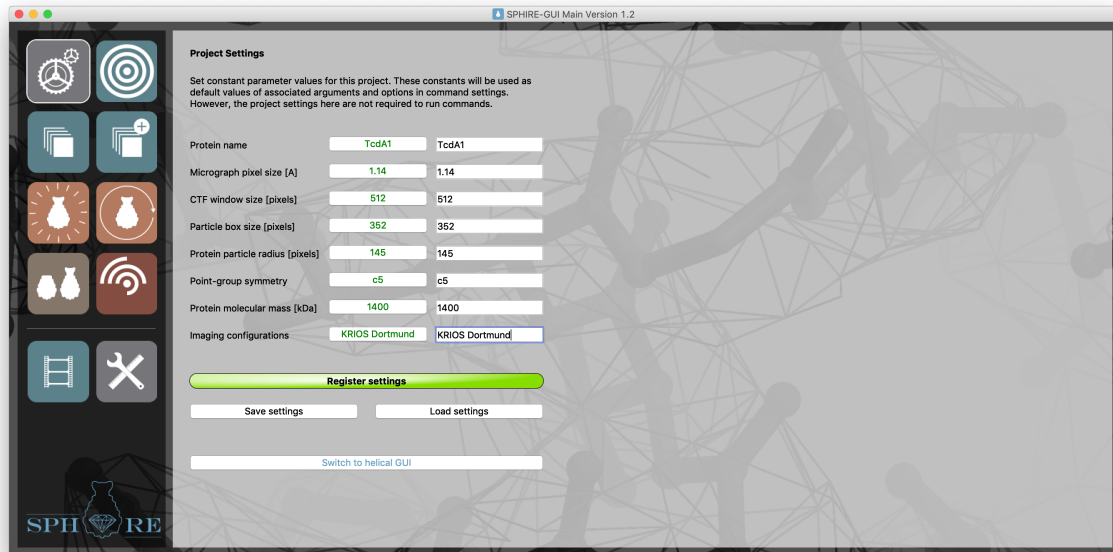 SPHIRE-GUI Main Version 1.2
Project Settings
Set constant parameter values for this project. These constants will be used as
default values of associated arguments and options in command settings.
However, the project settings here are not required to run commands.
Protein name TcdA1 TcdA1
Micrograph pixel size [A] 1.14 1.14
CTF window size [pixels] 512 512
Particle box size [pixels] 352 352
Protein particle radius [pixels] 145 145
Point-group symmetry c5 c5
Protein molecular mass [kDa] 1400 1400
Imaging configurations KRIOS Dortmund KRIOS Dortmund
Register settings
Save settings Load settings
Switch to helical GUI
SPH RE